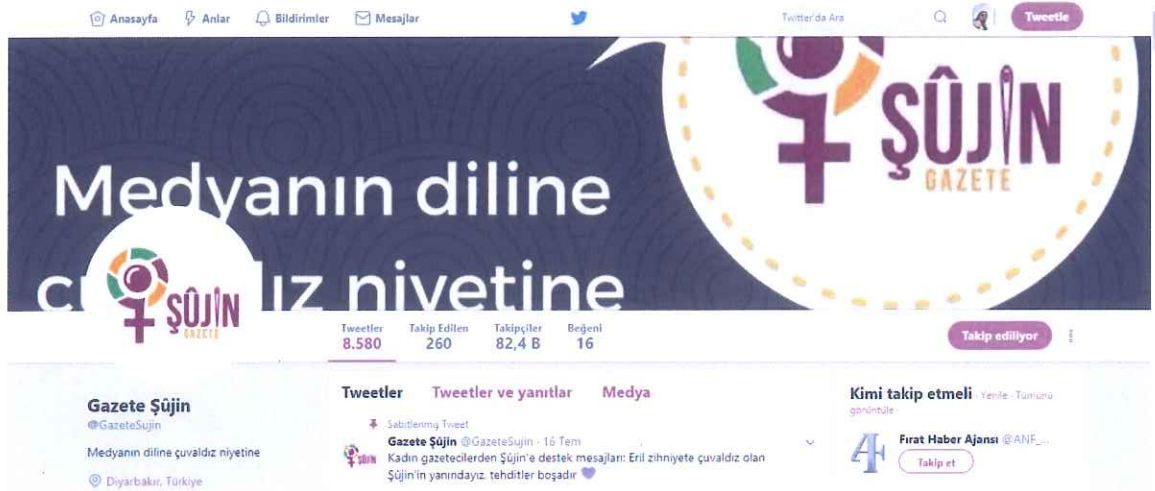 Anasayfa Anlar Bildirimler Mesajlar Twitter'da Ara Tweetle
ŞÛJIN
GAZETE
Medyanın diline
niyetine
ŞÛJIN
GAZETE
Tweetler Takip Edilen Takipçiler Beğeni
8.580 260 82,4 B 16
Takip ediliyor
Gazete Şûjin
@GazeteSujin
Medyanın diline çuvaldız niyetine
Diyarbakır, Türkiye
Tweetler Tweetler ve yanıtlar Medya
Sabitlenmiş Tweet
Gazete Şûjin @GazeteSujin · 16 Tem
Kadın gazetecilerden Şûjin'e destek mesajları: Eril zihniyete çuvaldız olan
Şûjin'in yanındayız, tehditler boşadır
Kimi takip etmeli · Yenile · Tümünü
görüntüle
Fırat Haber Ajansı @ANF_...
Takip et